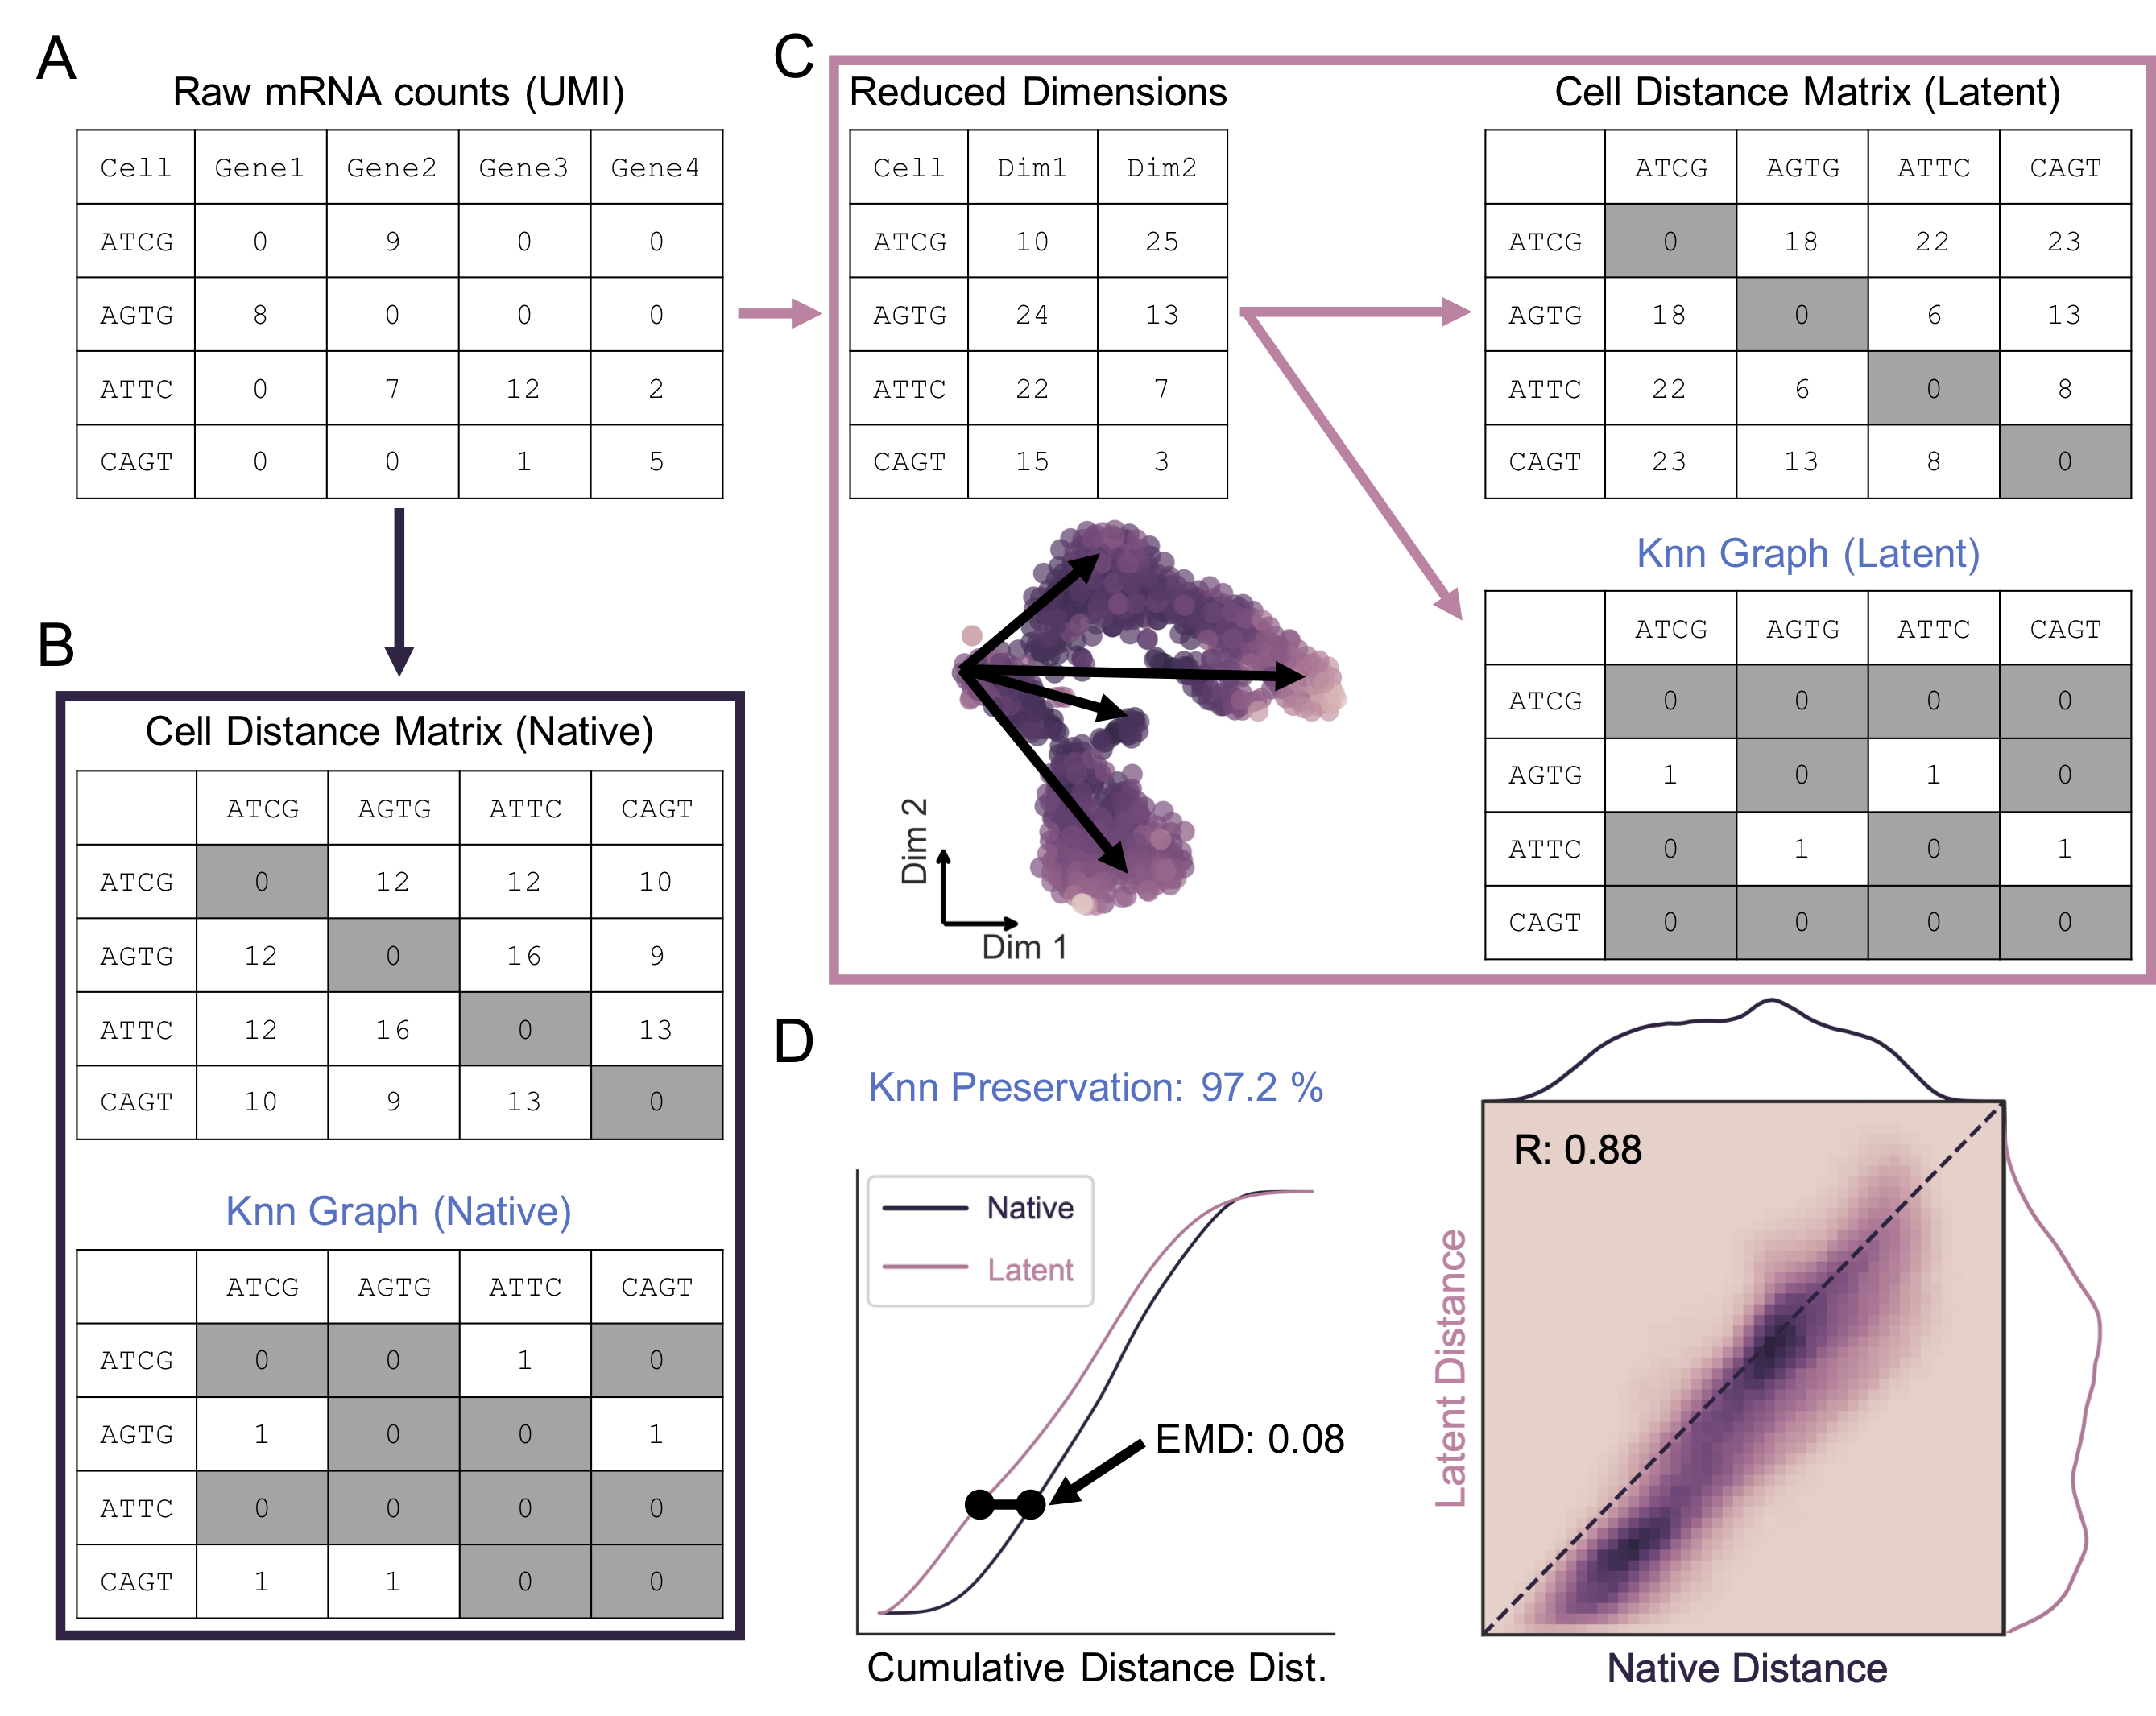 A
Raw mRNA counts (UMI)
Cell Gene1 Gene2 Gene3 Gene4
ATCG 0 9 0 0
AGTG 8 0 0 0
ATTC 0 7 12 2
CAGT 0 0 1 5
B
Cell Distance Matrix (Native)
ATCG AGTG ATTC CAGT
ATCG 0 12 12 10
AGTG 12 0 16 9
ATTC 12 16 0 13
CAGT 10 9 13 0
Knn Graph (Native)
ATCG AGTG ATTC CAGT
ATCG 0 0 1 0
AGTG 1 0 0 1
ATTC 0 0 0 0
CAGT 1 1 0 0
C
Reduced Dimensions
Cell Dim1 Dim2
ATCG 10 25
AGTG 24 13
ATTC 22 7
CAGT 15 3
Dim 2
Dim 1
Cell Distance Matrix (Latent)
ATCG AGTG ATTC CAGT
ATCG 0 18 22 23
AGTG 18 0 6 13
ATTC 22 6 0 8
CAGT 23 13 8 0
Knn Graph (Latent)
ATCG AGTG ATTC CAGT
ATCG 0 0 0 0
AGTG 1 0 1 0
ATTC 0 1 0 1
CAGT 0 0 0 0
D
Knn Preservation: 97.2 %
Native
Latent
EMD: 0.08
Cumulative Distance Dist.
R: 0.88
Latent Distance
Native Distance